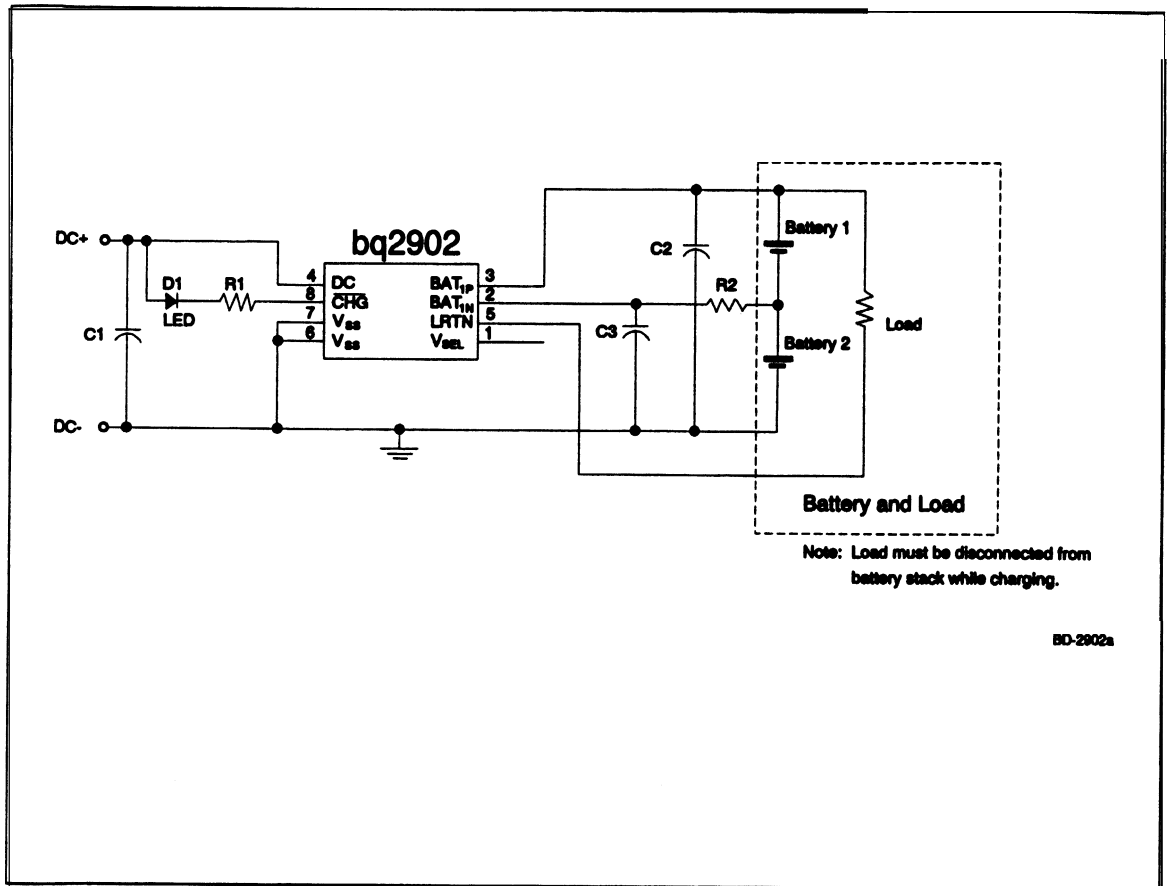 bq2902
DC+
D1
LED
R1
C1
DC-
4
8
7
6
DC
CHG
Vss
Vss
BAT1P
BAT1N
LRTN
VSEL
3
2
5
1
C2
C3
R2
Battery 1
Battery 2
Load
Battery and Load
Note: Load must be disconnected from
battery stack while charging.
BD-2902a